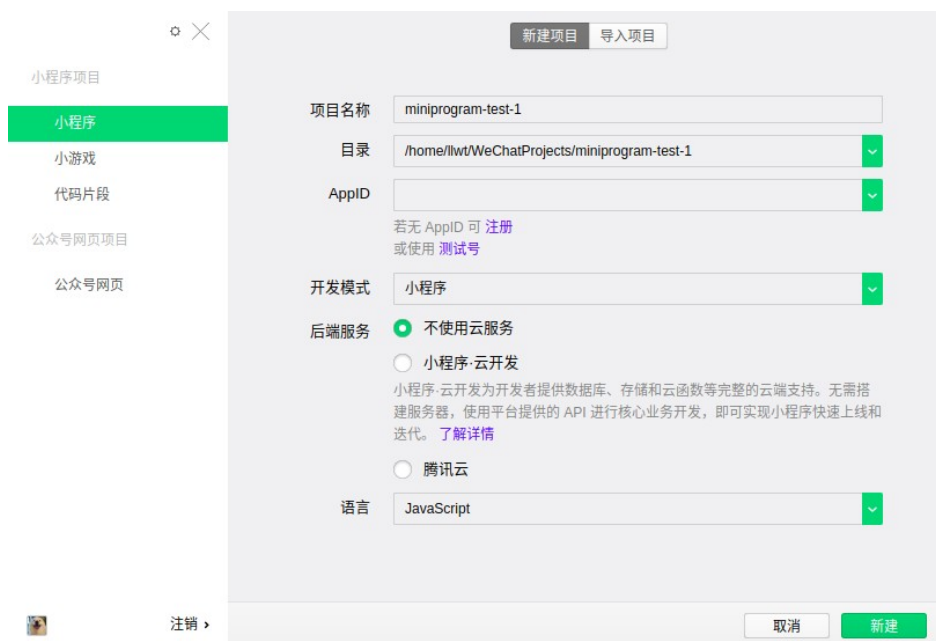 新建项目 导入项目
小程序项目
小程序
小游戏
代码片段
公众号网页项目
公众号网页
注销 ›
项目名称 miniprogram-test-1
目录 /home/llwt/WeChatProjects/miniprogram-test-1
AppID
若无 AppID 可 注册
或使用 测试号
开发模式 小程序
后端服务 不使用云服务
小程序·云开发
小程序·云开发为开发者提供数据库、存储和云函数等完整的云端支持。无需搭
建服务器，使用平台提供的 API 进行核心业务开发，即可实现小程序快速上线和
迭代。 了解详情
腾讯云
语言 JavaScript
取消 新建